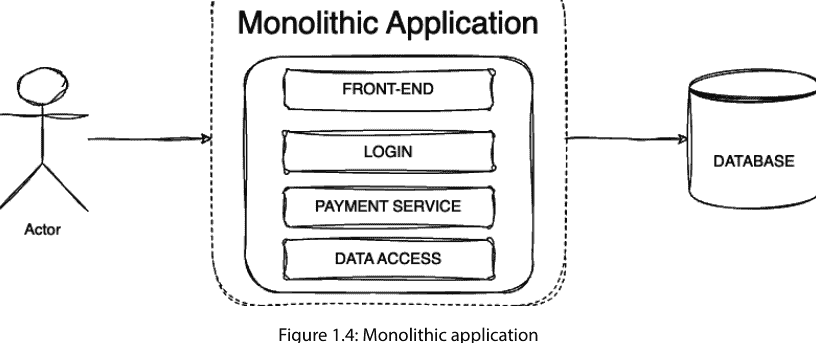 Monolithic Application
FRONT-END
LOGIN
PAYMENT SERVICE
DATA ACCESS
DATABASE
Actor
Figure 1.4: Monolithic application